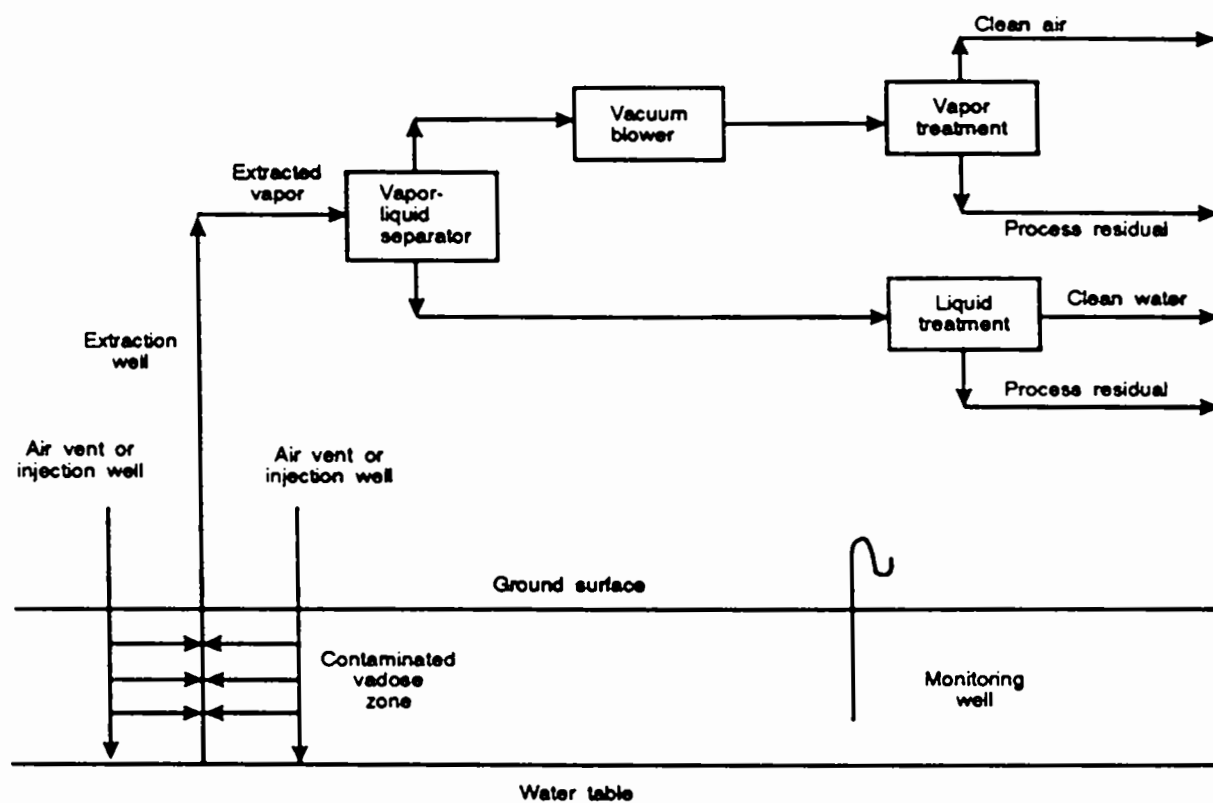 Clean air
Vacuum
blower
Vapor
treatment
Extracted
vapor
Vapor-
liquid
separator
Process residual
Liquid
treatment
Clean water
Extraction
well
Process residual
Air vent or
injection well
Air vent or
injection well
Ground surface
Contaminated
vadose
zone
Monitoring
well
Water table